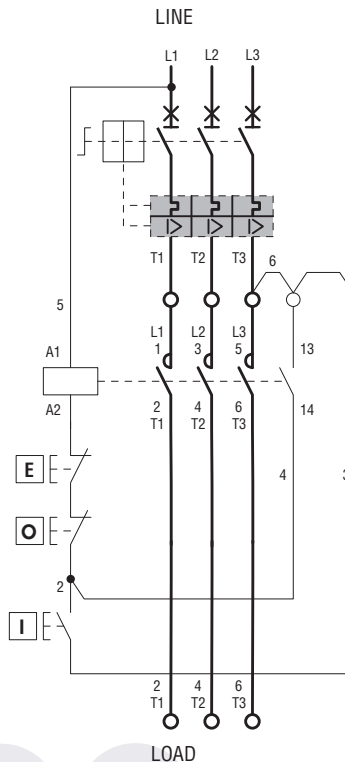 LINE
L1 L2 L3
T1 T2 T3
6
5
L1 L2 L3
1 3 5
13
A1
A2
2 4 6
T1 T2 T3
14
E
4
O
2
I
2 4 6
T1 T2 T3
LOAD